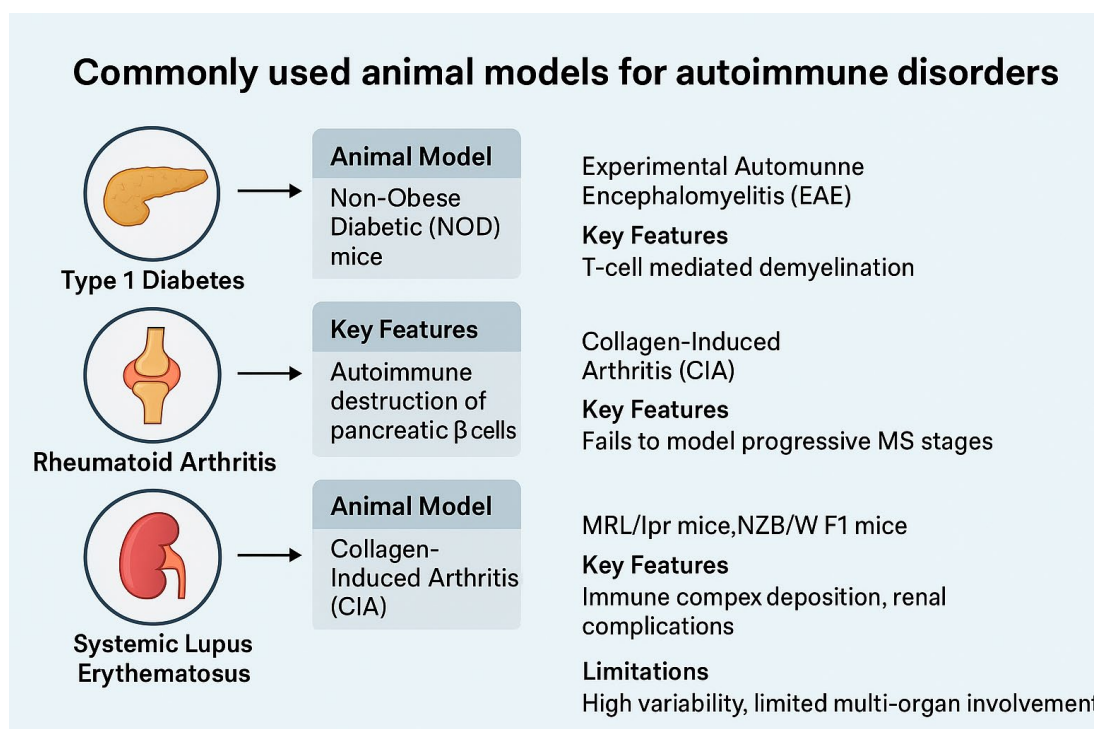 Commonly used animal models for autoimmune disorders
Type 1 Diabetes
Animal Model
Non-Obese
Diabetic (NOD)
mice
Experimental Automunne
Encephalomyelitis (EAE)
Key Features
T-cell mediated demyelination
Rheumatoid Arthritis
Key Features
Autoimmune
destruction of
pancreatic β cells
Collagen-Induced
Arthritis (CIA)
Key Features
Fails to model progressive MS stages
Systemic Lupus
Erythematosus
Animal Model
Collagen-
Induced Arthritis
(CIA)
MRL/lpr mice,NZB/W F1 mice
Key Features
Immune compex deposition, renal
complications
Limitations
High variability, limited multi-organ involvement